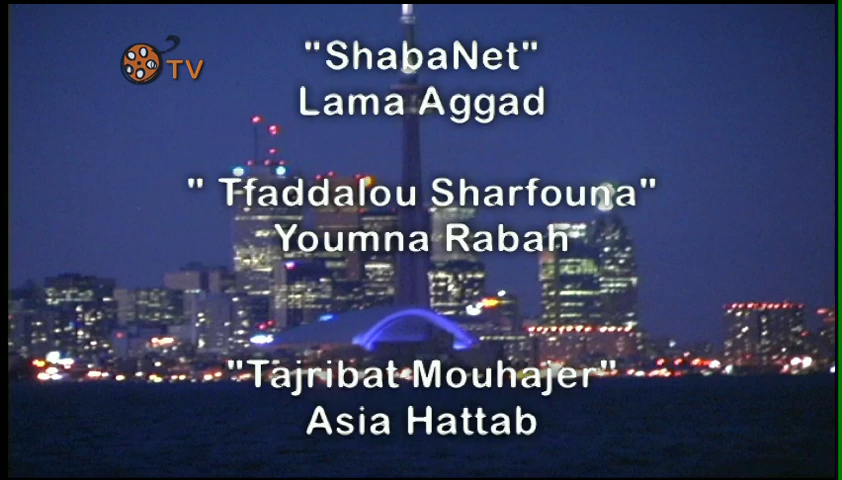 TV
"ShabaNet"
Lama Aggad
" Tfaddalou Sharfouna"
Youmna Rabah
"Tajribat Mouhajer"
Asia Hattab